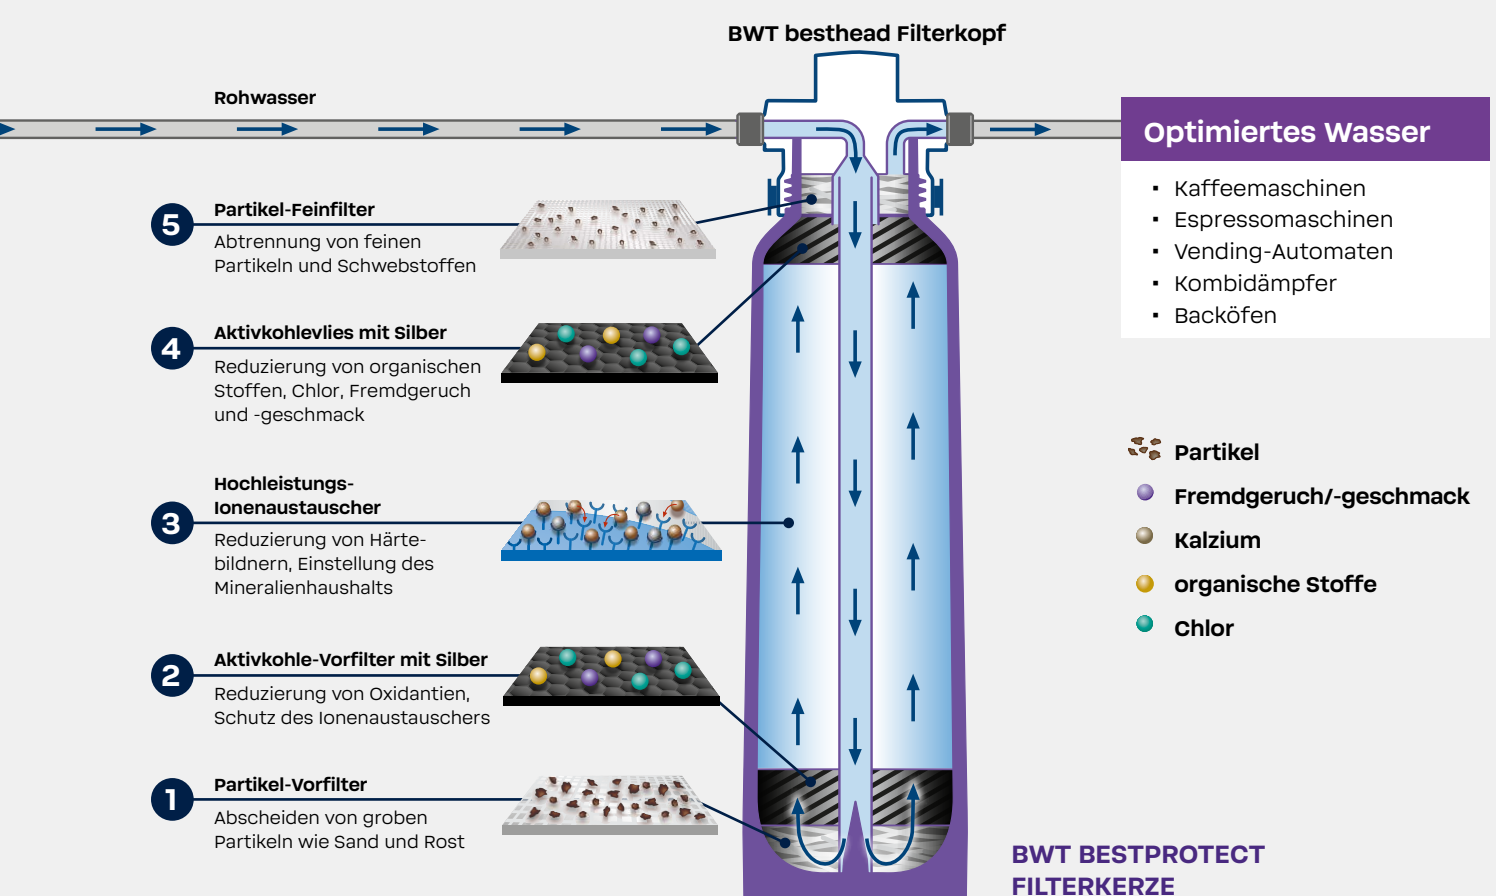 BWT besthead Filterkopf
Rohwasser
Optimiertes Wasser
▪ Kaffeemaschinen
▪ Espressomaschinen
▪ Vending-Automaten
▪ Kombidämpfer
▪ Backöfen
5
Partikel-Feinfilter
Abtrennung von feinen
Partikeln und Schwebstoffen
4
Aktivkohlevlies mit Silber
Reduzierung von organischen
Stoffen, Chlor, Fremdgeruch
und -geschmack
3
Hochleistungs-
Ionenaustauscher
Reduzierung von Härte-
bildnern, Einstellung des
Mineralienhaushalts
2
Aktivkohle-Vorfilter mit Silber
Reduzierung von Oxidantien,
Schutz des Ionenaustauschers
1
Partikel-Vorfilter
Abscheiden von groben
Partikeln wie Sand und Rost
Partikel
Fremdgeruch/-geschmack
Kalzium
organische Stoffe
Chlor
BWT BESTPROTECT
FILTERKERZE